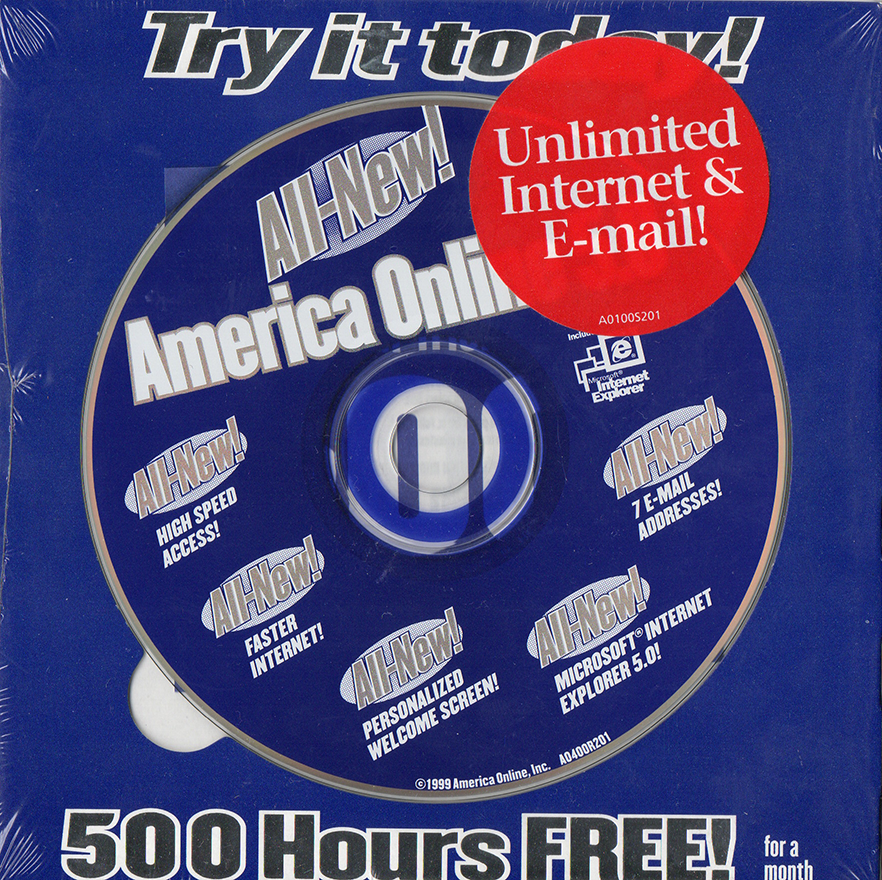 Try it today!
Unlimited
Internet &
E-mail!
A0100S201
All-New!
America Onlin
Inclu
Microsoft®
Internet
Explorer
All-New!
HIGH SPEED
ACCESS!
All-New!
7 E-MAIL
ADDRESSES!
All-New!
FASTER
INTERNET!
All-New!
PERSONALIZED
WELCOME SCREEN!
All-New!
MICROSOFT® INTERNET
EXPLORER 5.0!
©1999 America Online, Inc. A0400R201
500 Hours FREE!
for a
month